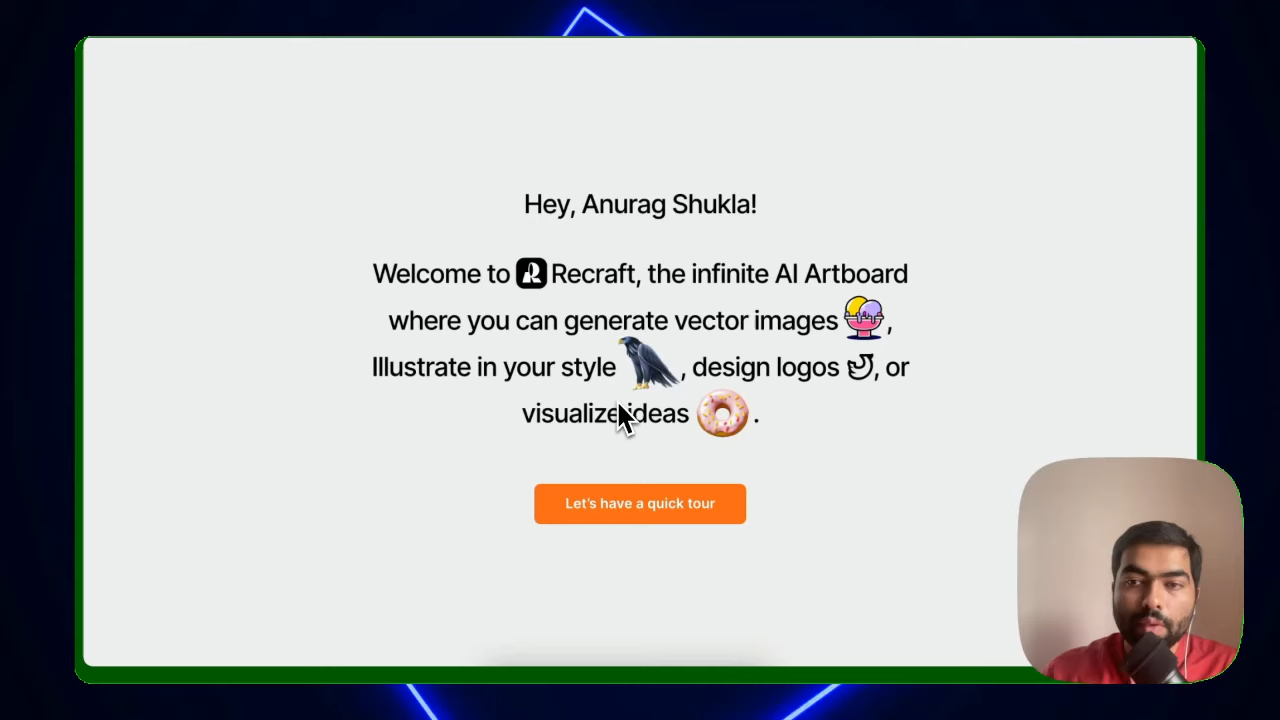 Hey, Anurag Shukla!
Welcome to Recraft, the infinite AI Artboard
where you can generate vector images ,
Illustrate in your style , design logos , or
visualize ideas .
Let's have a quick tour